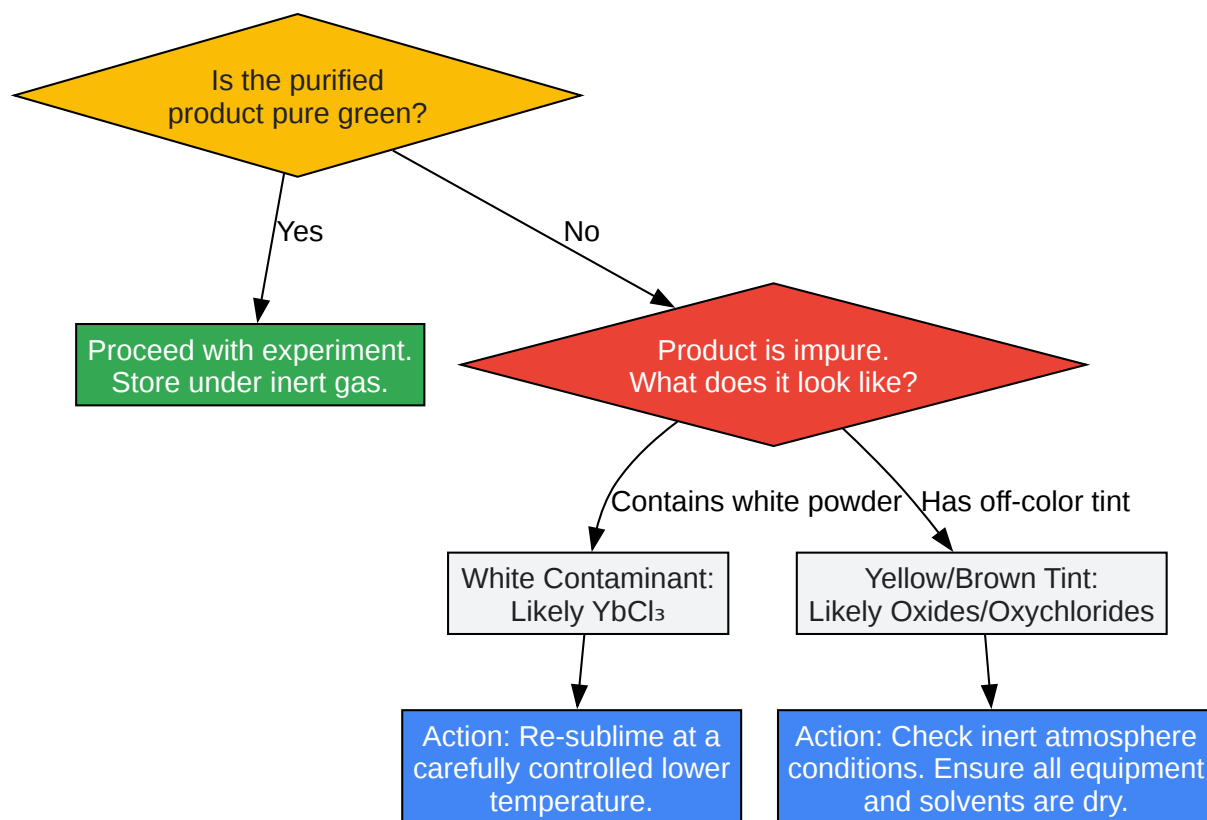 Is the purified
product pure green?
Yes
No
Proceed with experiment.
Store under inert gas.
Product is impure.
What does it look like?
Contains white powder
Has off-color tint
White Contaminant:
Likely YbCl₃
Yellow/Brown Tint:
Likely Oxides/Oxychlorides
Action: Re-sublime at a
carefully controlled lower
temperature.
Action: Check inert atmosphere
conditions. Ensure all equipment
and solvents are dry.